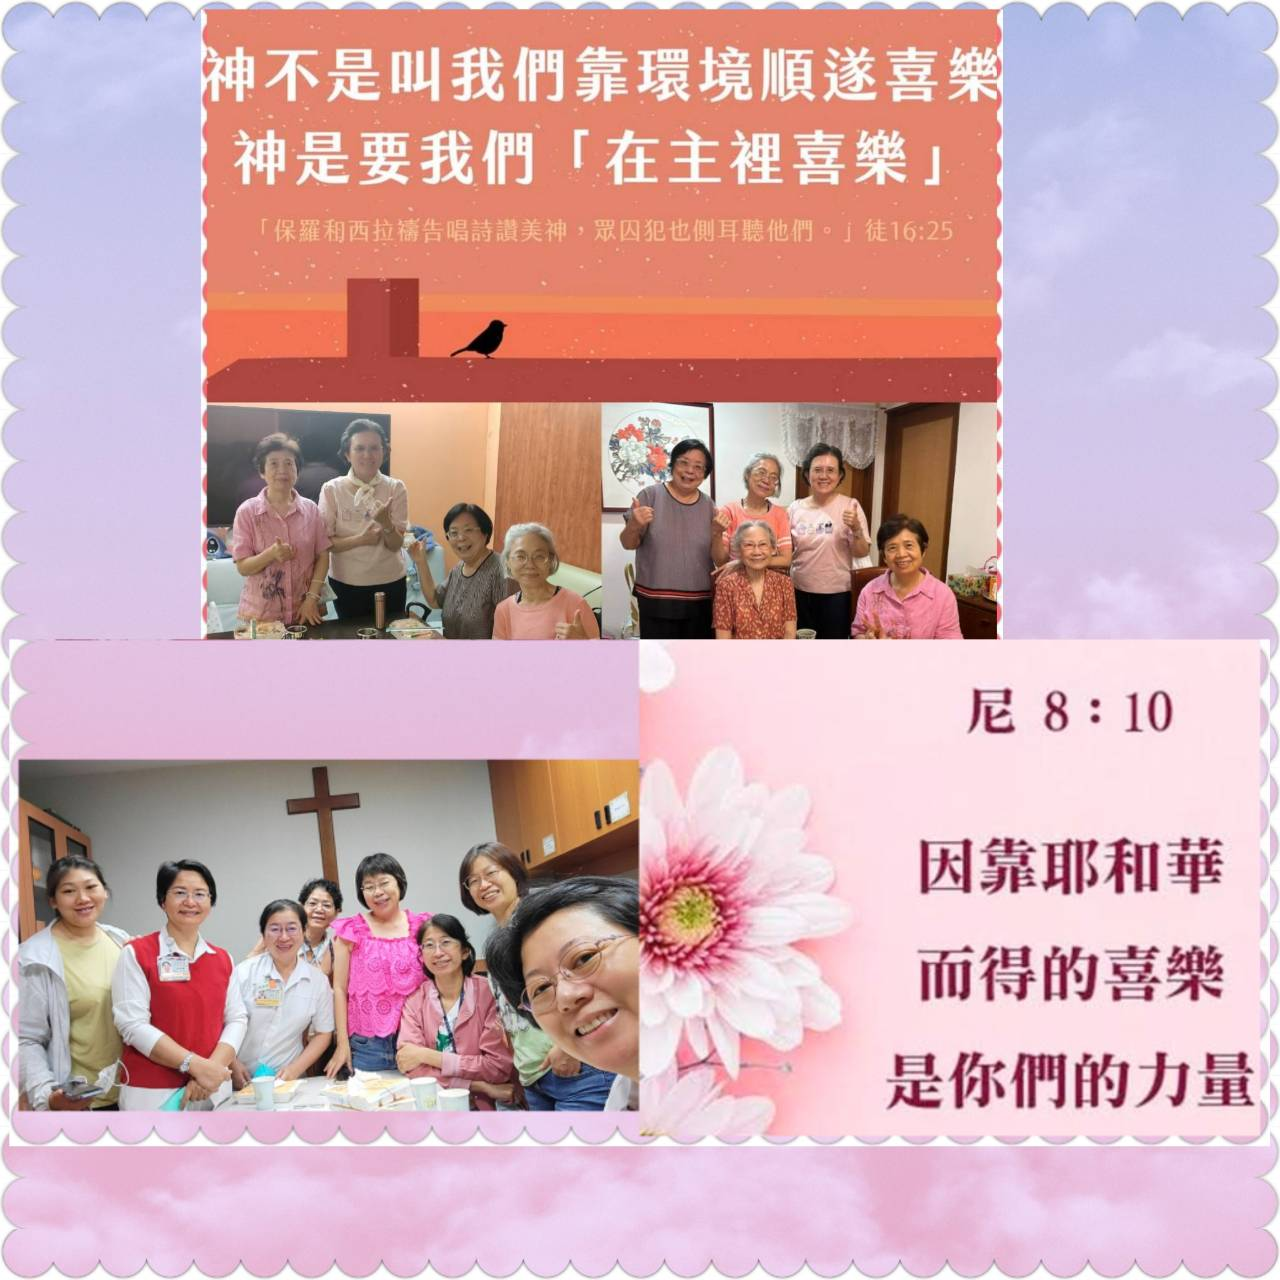 神不是叫我們靠環境順遂喜樂
神是要我們「在主裡喜樂」
「保羅和西拉禱告唱詩讚美神，眾囚犯也側耳聽他們。」徒16:25
尼 8：10
因靠耶和華
而得的喜樂
是你們的力量